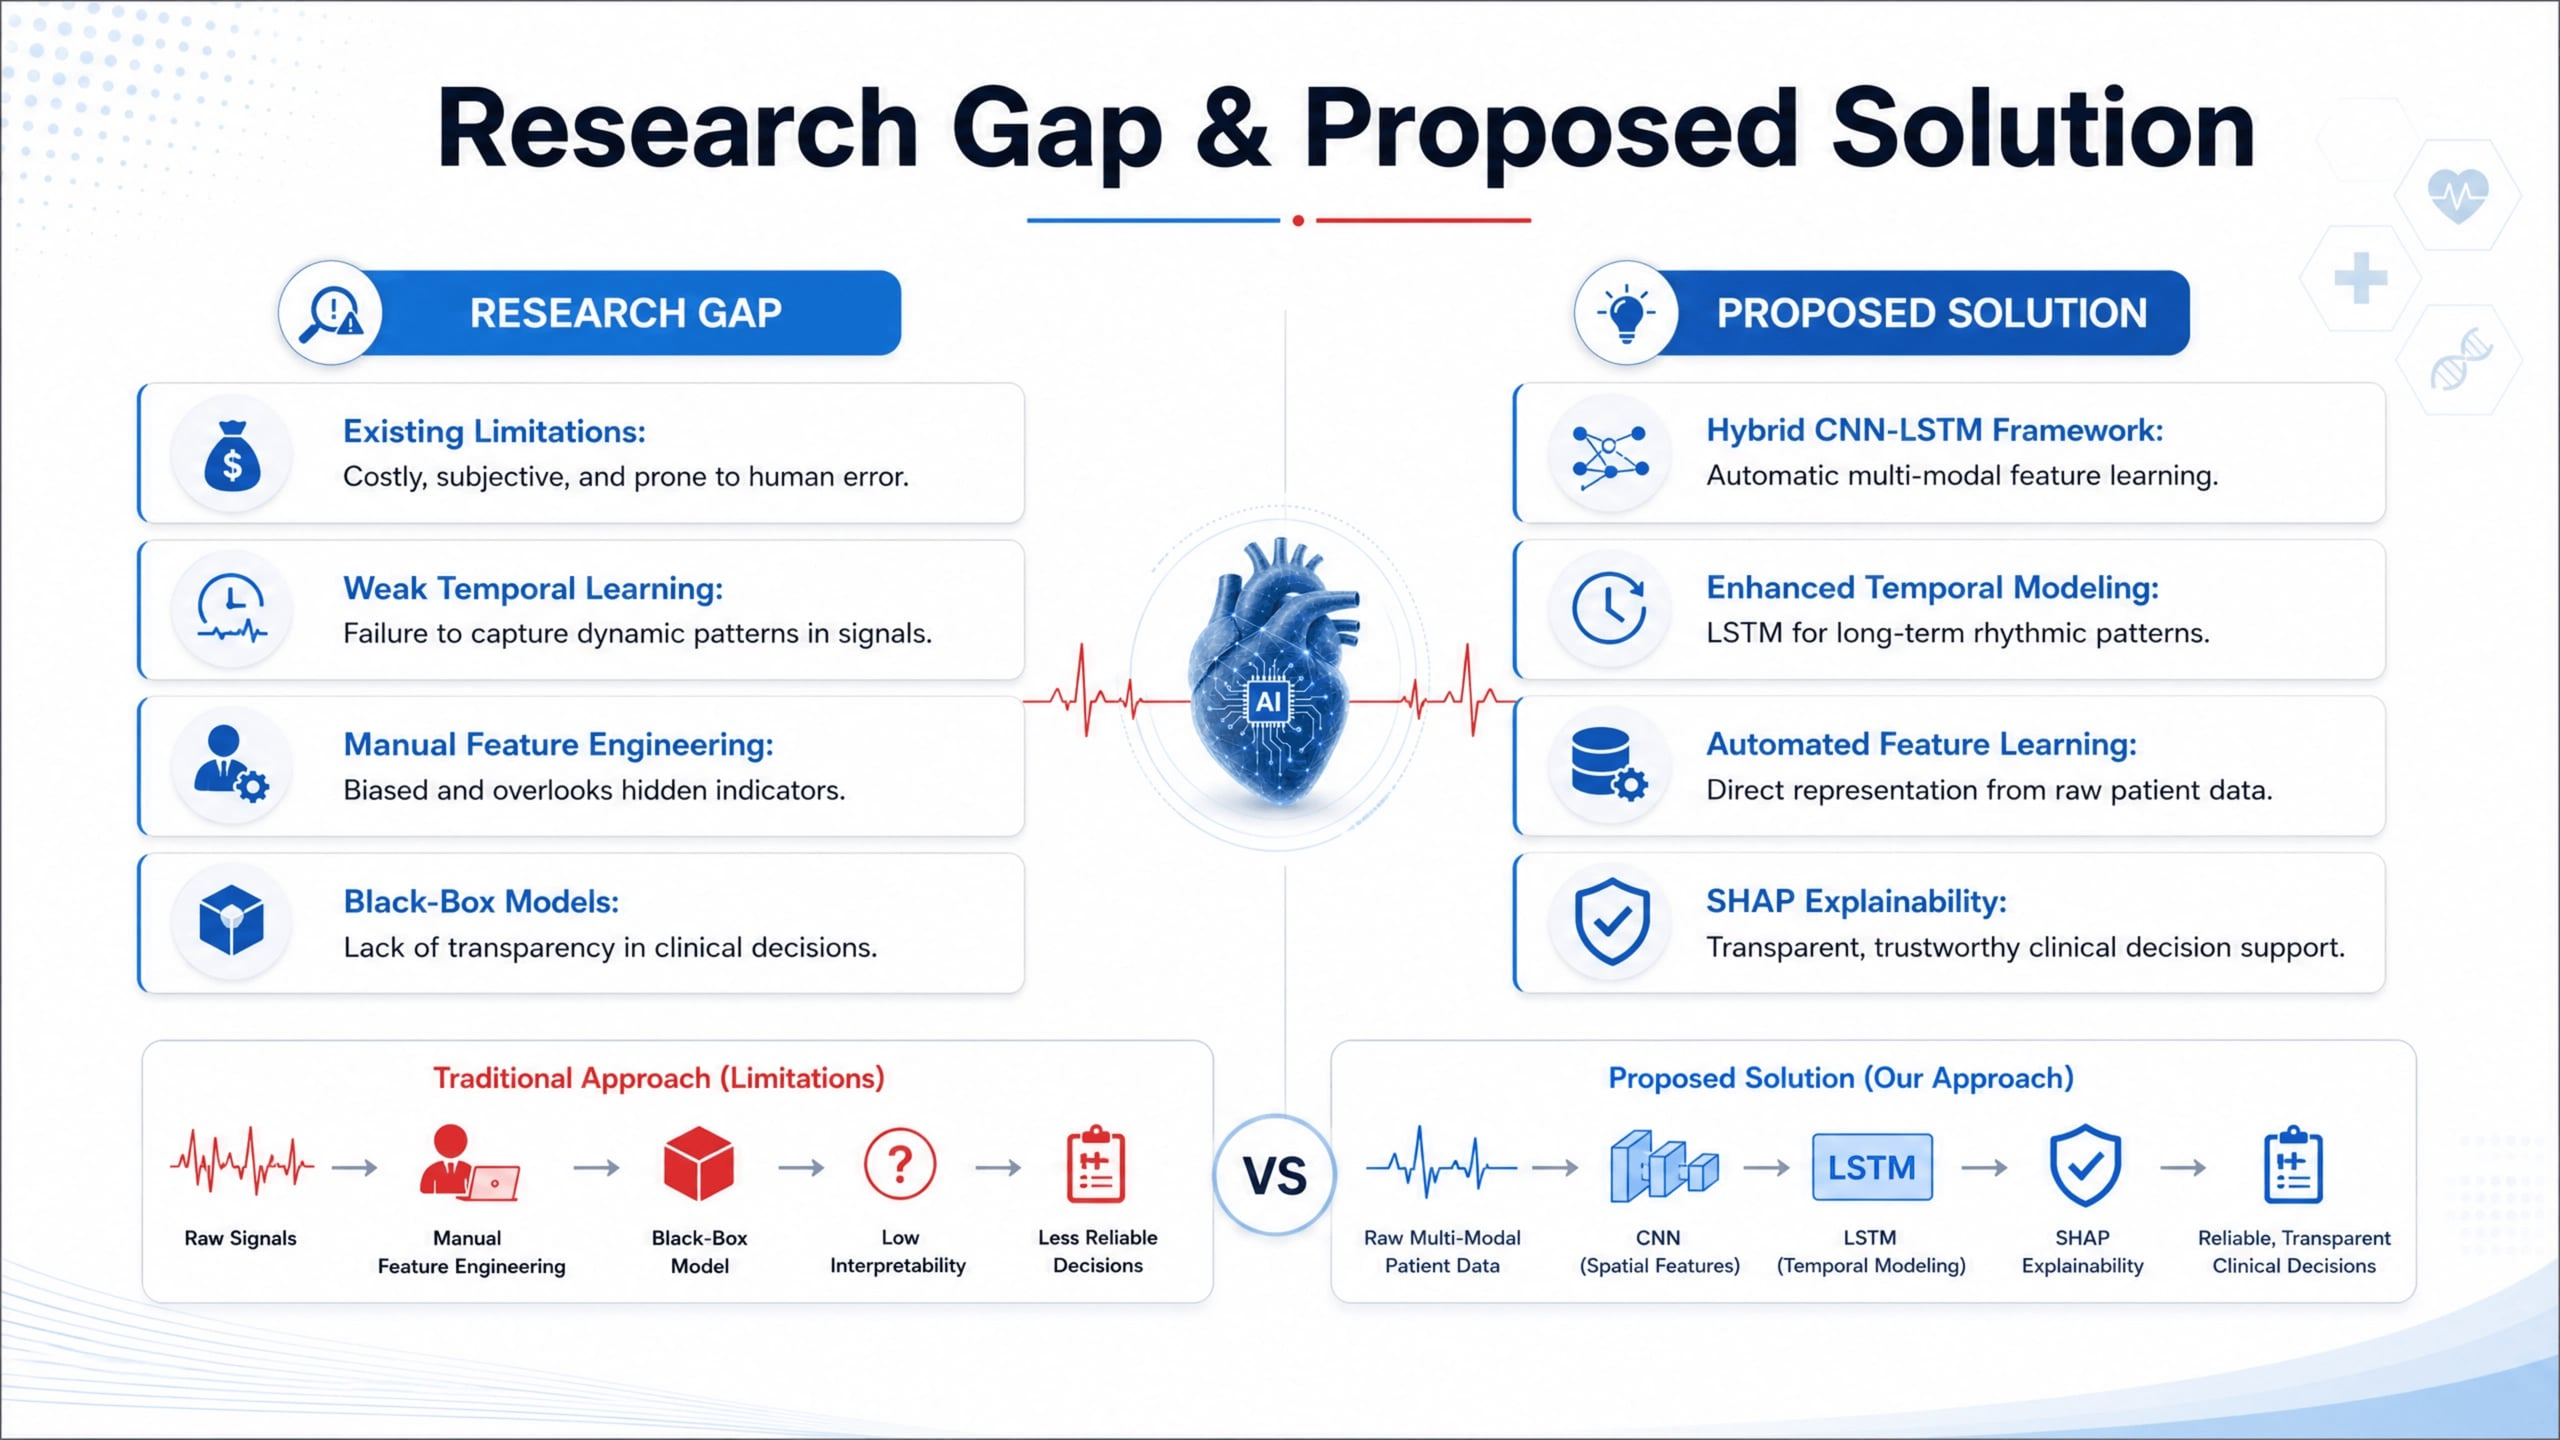 Research Gap & Proposed Solution
RESEARCH GAP
Existing Limitations:
Costly, subjective, and prone to human error.
Weak Temporal Learning:
Failure to capture dynamic patterns in signals.
Manual Feature Engineering:
Biased and overlooks hidden indicators.
Black-Box Models:
Lack of transparency in clinical decisions.
AI
PROPOSED SOLUTION
Hybrid CNN-LSTM Framework:
Automatic multi-modal feature learning.
Enhanced Temporal Modeling:
LSTM for long-term rhythmic patterns.
Automated Feature Learning:
Direct representation from raw patient data.
SHAP Explainability:
Transparent, trustworthy clinical decision support.
Traditional Approach (Limitations)
Raw Signals
Manual
Feature Engineering
Black-Box
Model
?
Low
Interpretability
Less Reliable
Decisions
VS
Proposed Solution (Our Approach)
Raw Multi-Modal
Patient Data
CNN
(Spatial Features)
LSTM
LSTM
(Temporal Modeling)
SHAP
Explainability
Reliable, Transparent
Clinical Decisions